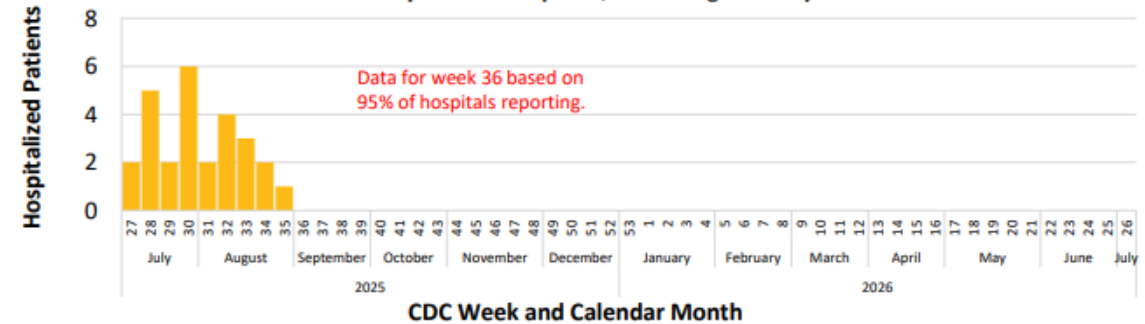 Hospitalized Patients
8
6
4
2
0
Data for week 36 based on
95% of hospitals reporting.
27 28 29 30 31 32 33 34 35 36 37 38 39 40 41 42 43 44 45 46 47 48 49 50 51 52 53 1 2 3 4 5 6 7 8 9 10 11 12 13 14 15 16 17 18 19 20 21 22 23 24 25 26
July August September October November December January February March April May June July
2025 2026
CDC Week and Calendar Month